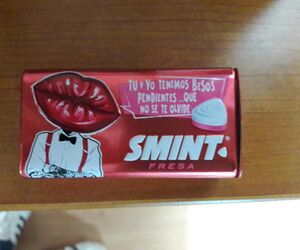 TU Y YO TENEMOS BESOS
PENDIENTES...QUE
NO SE TE OLVIDE
SMINT
FRESA